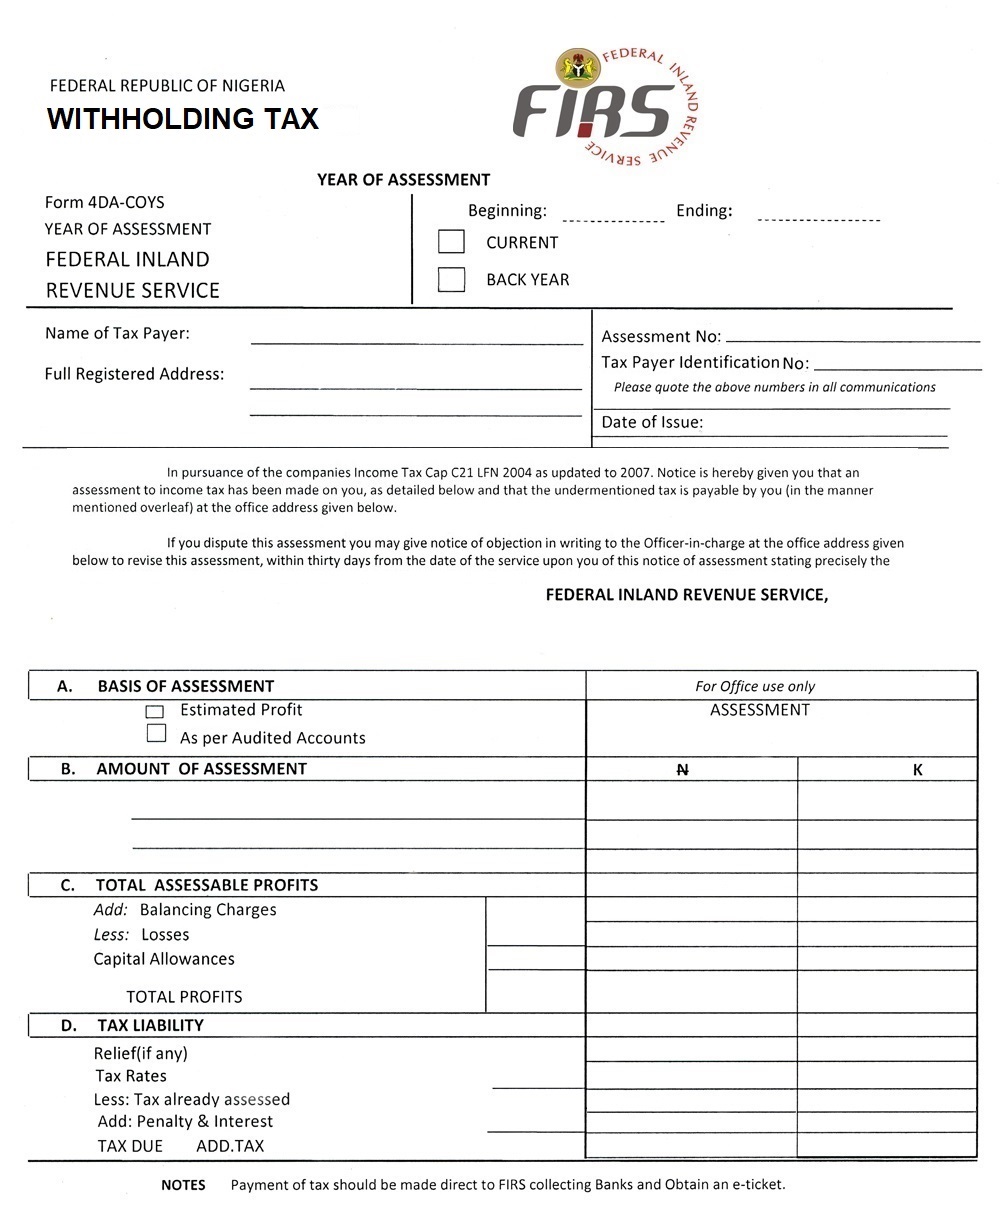 FEDERAL REPUBLIC OF NIGERIA
WITHHOLDING TAX
FIRS
FEDERAL INLAND REVENUE SERVICE
YEAR OF ASSESSMENT
Form 4DA-COYS
YEAR OF ASSESSMENT
FEDERAL INLAND
REVENUE SERVICE
Beginning: Ending:
CURRENT
BACK YEAR
Name of Tax Payer:
Full Registered Address:
Assessment No:
Tax Payer Identification No:
Please quote the above numbers in all communications
Date of Issue:
In pursuance of the companies Income Tax Cap C21 LFN 2004 as updated to 2007. Notice is hereby given you that an
assessment to income tax has been made on you, as detailed below and that the undermentioned tax is payable by you (in the manner
mentioned overleaf) at the office address given below.
If you dispute this assessment you may give notice of objection in writing to the Officer-in-charge at the office address given
below to revise this assessment, within thirty days from the date of the service upon you of this notice of assessment stating precisely the
FEDERAL INLAND REVENUE SERVICE,
A. BASIS OF ASSESSMENT For Office use only
Estimated Profit ASSESSMENT
As per Audited Accounts
B. AMOUNT OF ASSESSMENT ₦ K
C. TOTAL ASSESSABLE PROFITS
Add: Balancing Charges
Less: Losses
Capital Allowances
TOTAL PROFITS
D. TAX LIABILITY
Relief(if any)
Tax Rates
Less: Tax already assessed
Add: Penalty & Interest
TAX DUE ADD.TAX
NOTES Payment of tax should be made direct to FIRS collecting Banks and Obtain an e-ticket.